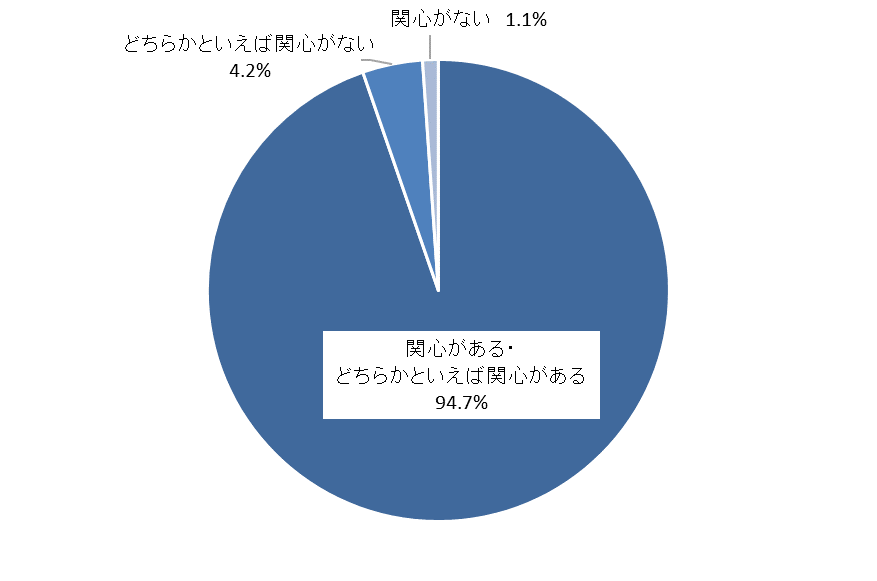 関心がない 1.1%
どちらかといえば関心がない
4.2%
関心がある・
どちらかといえば関心がある
94.7%